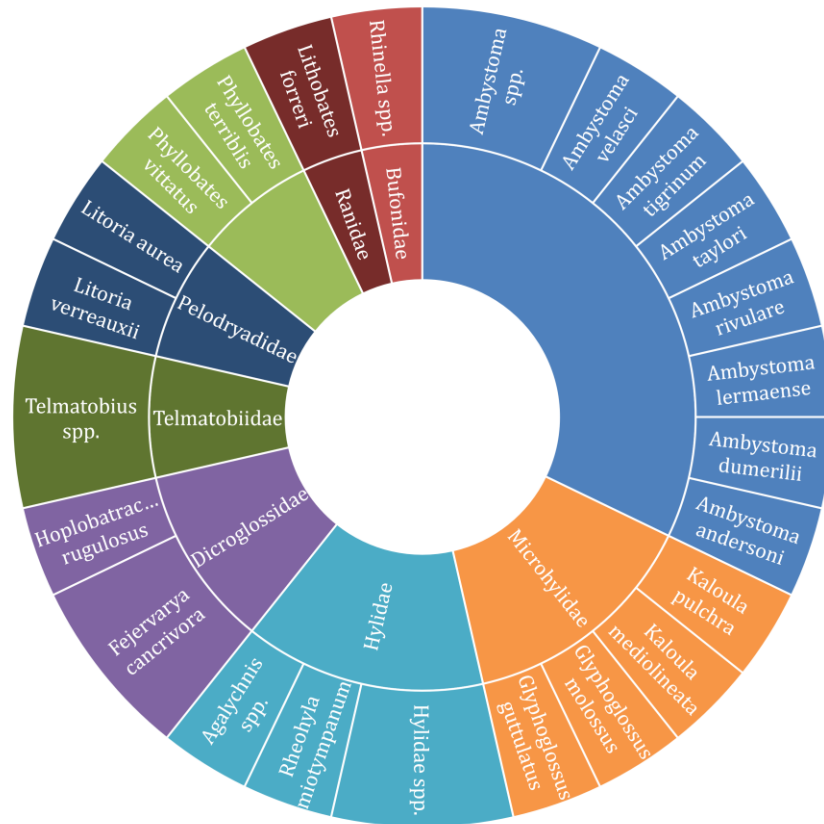 Ambystoma
spp.
Ambystoma
velasci
Ambystoma
tigrinum
Ambystoma
taylori
Ambystoma
rivulare
Ambystoma
lermaense
Ambystoma
dumerilii
Ambystoma
andersoni
Microhylidae
Kaloula
pulchra
Kaloula
mediolineata
Glyphoglossus
molossus
Glyphoglossus
guttulatus
Hylidae
Hylidae spp.
Rheohyla
miotympanum
Agalychnis
spp.
Dicroglossidae
Fejervarya
cancrivora
Hoplobatrac...
rugulosus
Telmatobiidae
Telmatobius
spp.
Pelodryadidae
Litoria
verreauxii
Litoria aurea
Phyllobates
vittatus
Phyllobates
terriblis
Ranidae
Lithobates
forreri
Bufonidae
Rhinella spp.